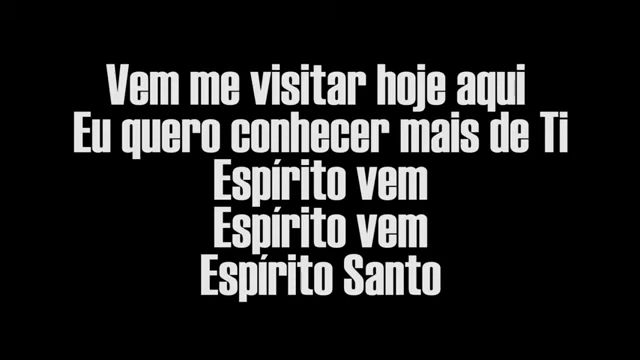 Vem me visitar hoje aqui
Eu quero conhecer mais de Ti
Espírito vem
Espírito vem
Espírito Santo